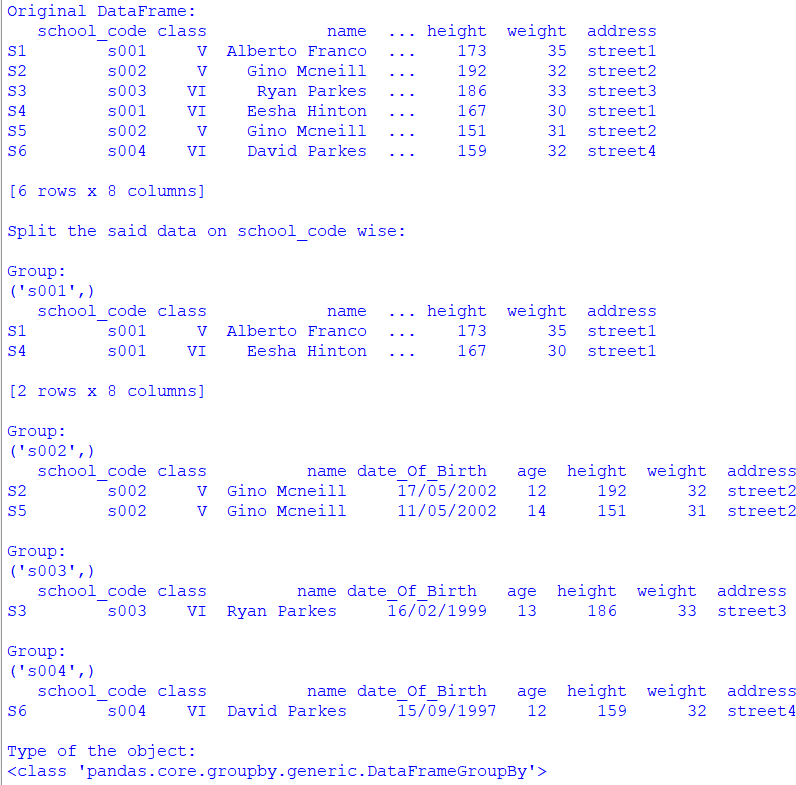 Original DataFrame:
   school_code class            name  ... height  weight  address
S1        s001     V  Alberto Franco  ...    173      35  street1
S2        s002     V    Gino Mcneill  ...    192      32  street2
S3        s003    VI     Ryan Parkes  ...    186      33  street3
S4        s001    VI    Eesha Hinton  ...    167      30  street1
S5        s002     V    Gino Mcneill  ...    151      31  street2
S6        s004    VI    David Parkes  ...    159      32  street4
[6 rows x 8 columns]
Split the said data on school_code wise:
Group:
('s001',)
   school_code class            name  ... height  weight  address
S1        s001     V  Alberto Franco  ...    173      35  street1
S4        s001    VI    Eesha Hinton  ...    167      30  street1
[2 rows x 8 columns]
Group:
('s002',)
   school_code class          name date_Of_Birth   age  height  weight  address
S2        s002     V  Gino Mcneill     17/05/2002   12     192      32  street2
S5        s002     V  Gino Mcneill     11/05/2002   14     151      31  street2
Group:
('s003',)
   school_code class         name date_Of_Birth   age  height  weight  address
S3        s003    VI  Ryan Parkes     16/02/1999   13     186      33  street3
Group:
('s004',)
   school_code class          name date_Of_Birth   age  height  weight  address
S6        s004    VI  David Parkes     15/09/1997   12     159      32  street4
Type of the object:
<class 'pandas.core.groupby.generic.DataFrameGroupBy'>